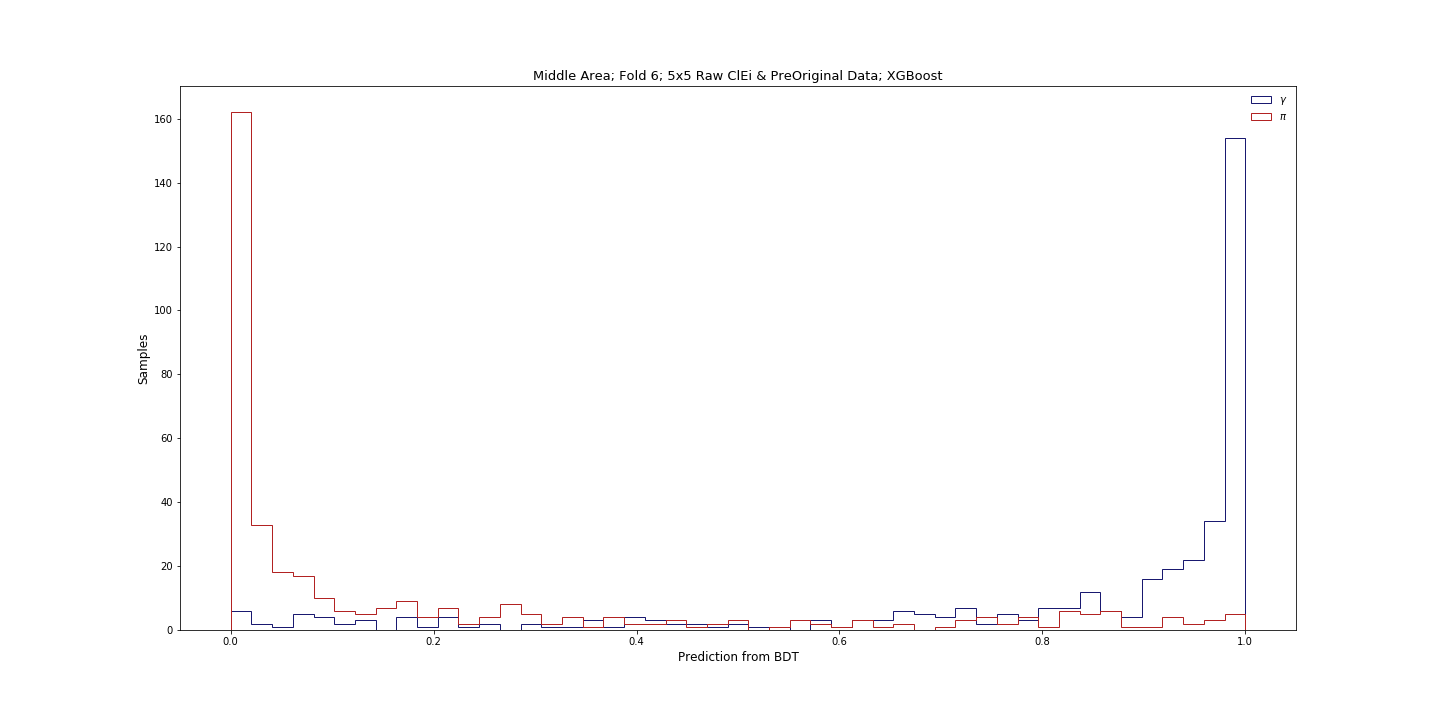 Middle Area; Fold 6; 5x5 Raw ClEi & PreOriginal Data; XGBoost
γ
π
160
140
120
100
80
60
40
20
0
Samples
0.0 0.2 0.4 0.6 0.8 1.0
Prediction from BDT